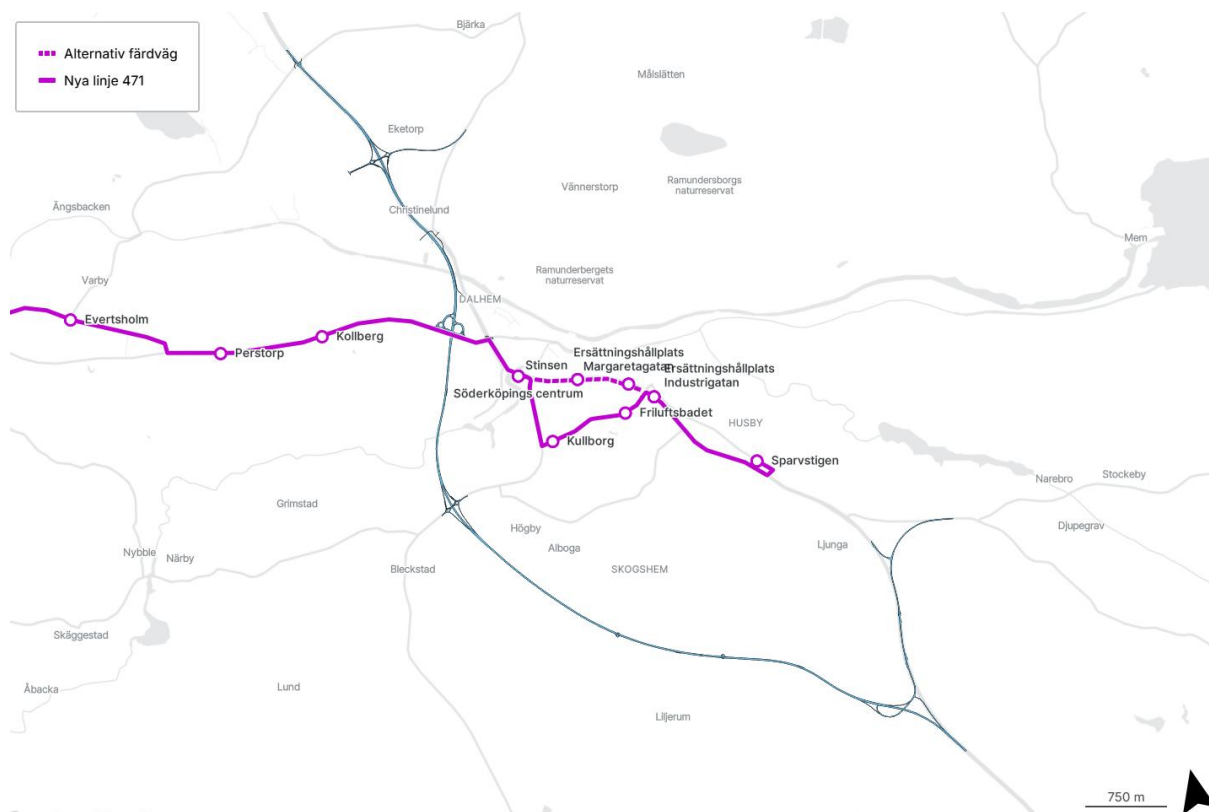 Bjärka
Alternativ färdväg
Nya linje 471
Målslätten
Eketorp
Ramundersborgs
naturreservat
Vännerstorp
Ängsbacken
Christinelund
Mem
Ramunderbergets
naturreservat
Varby
DALHEM
Evertsholm
Kollberg
Perstorp
Ersättningshållplats
Margaretagatan
Stinsen
Ersättningshållplats
Industrigatan
Söderköpings centrum
Friluftsbadet
HUSBY
Kullborg
Sparvstigen
Narebro
Stockeby
Grimstad
Högby
Djupegrav
Alboga
Ljunga
Nybble
Närby
Bleckstad
SKOGSHEM
Skäggestad
Åbacka
Lund
Liljerum
750 m